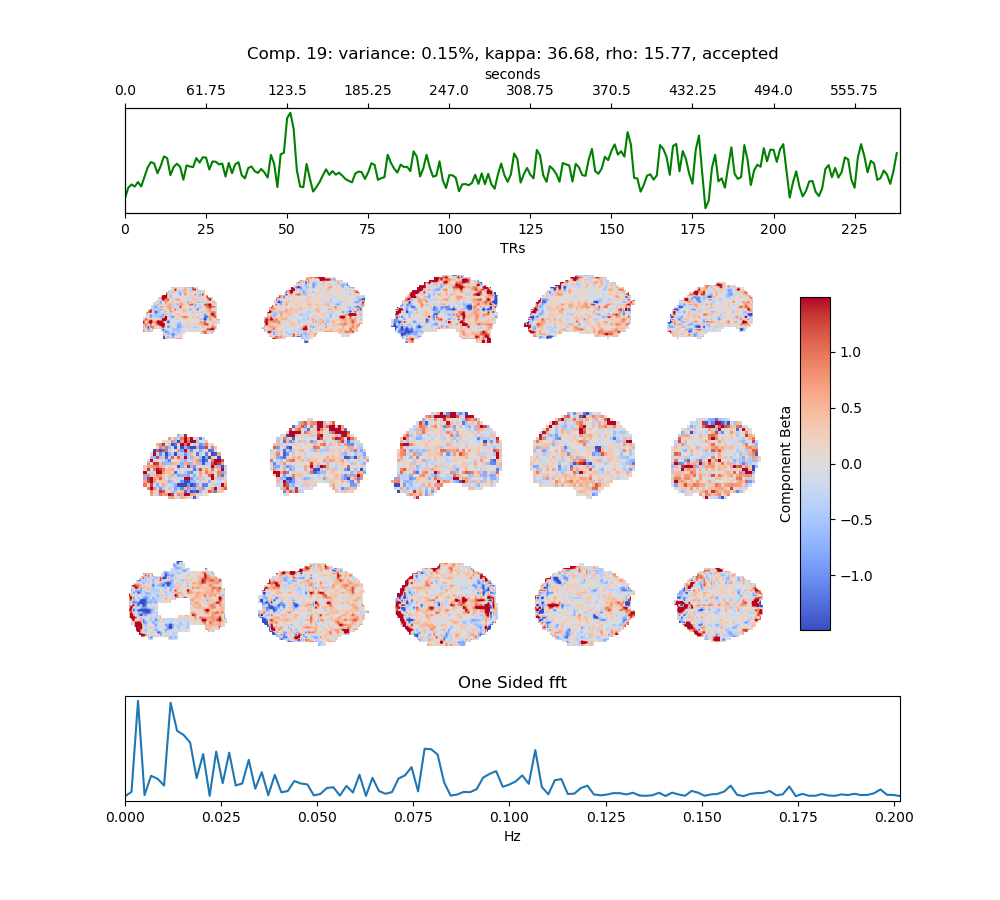 Comp. 19: variance: 0.15%, kappa: 36.68, rho: 15.77, accepted
seconds
0.0 61.75 123.5 185.25 247.0 308.75 370.5 432.25 494.0 555.75
0 25 50 75 100 125 150 175 200 225
TRs
1.0
0.5
0.0
−0.5
−1.0
Component Beta
One Sided fft
0.000 0.025 0.050 0.075 0.100 0.125 0.150 0.175 0.200
Hz